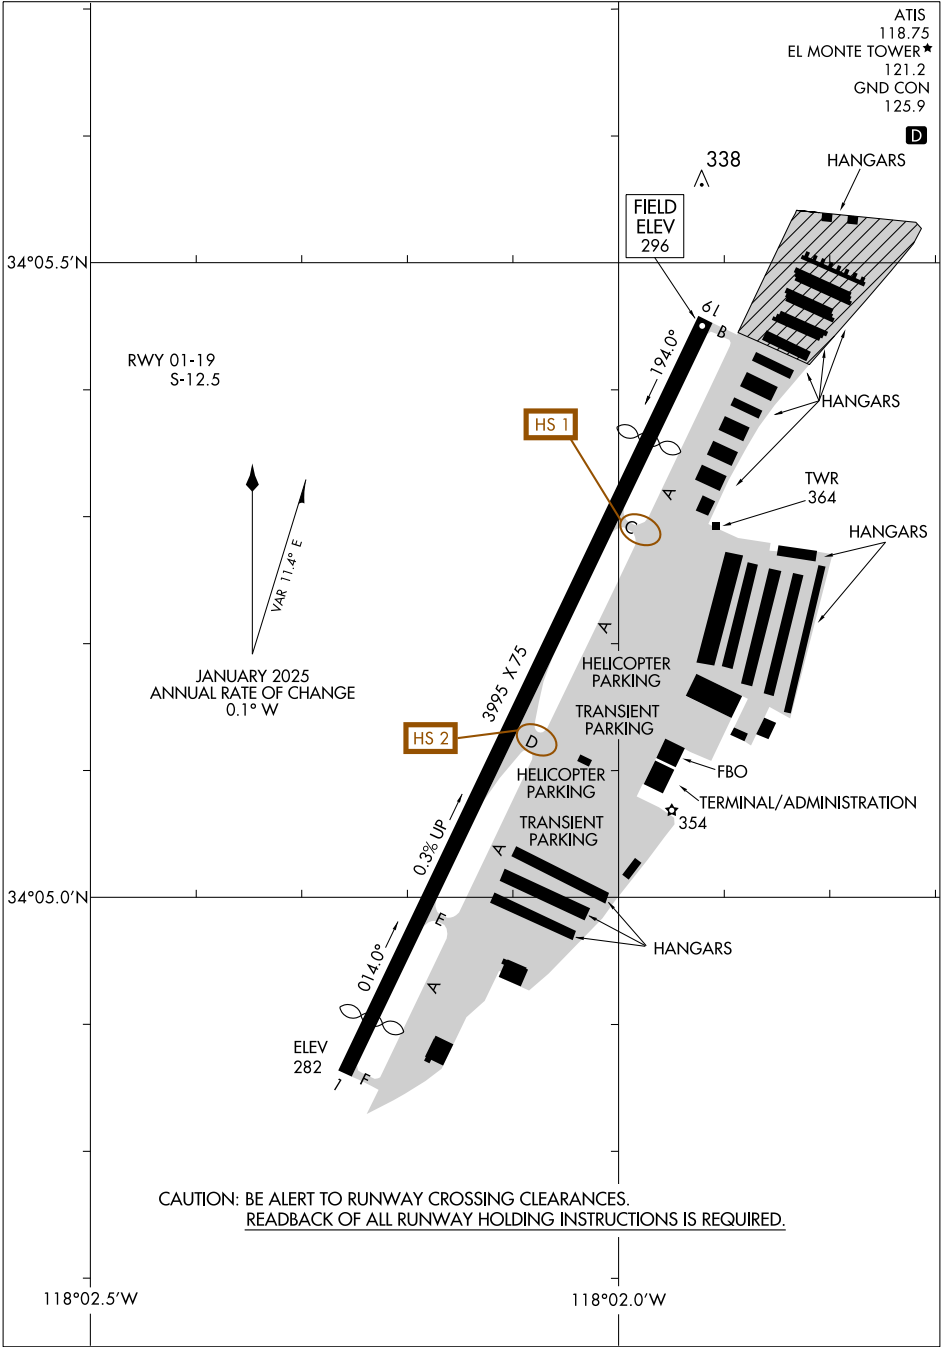 ATIS
118.75
EL MONTE TOWER★
121.2
GND CON
125.9
D
HANGARS
338
FIELD
ELEV
296
34°05.5'N
19
B
194.0°
RWY 01-19
S-12.5
HANGARS
HS 1
A
TWR
364
C
HANGARS
VAR 11.4° E
A
JANUARY 2025
ANNUAL RATE OF CHANGE
0.1° W
HELICOPTER
PARKING
3995 X 75
TRANSIENT
PARKING
HS 2
D
FBO
HELICOPTER
PARKING
TERMINAL/ADMINISTRATION
354
TRANSIENT
PARKING
0.3% UP
A
34°05.0'N
E
HANGARS
014.0°
A
ELEV
282
1
F
CAUTION: BE ALERT TO RUNWAY CROSSING CLEARANCES.
READBACK OF ALL RUNWAY HOLDING INSTRUCTIONS IS REQUIRED.
118°02.5'W
118°02.0'W